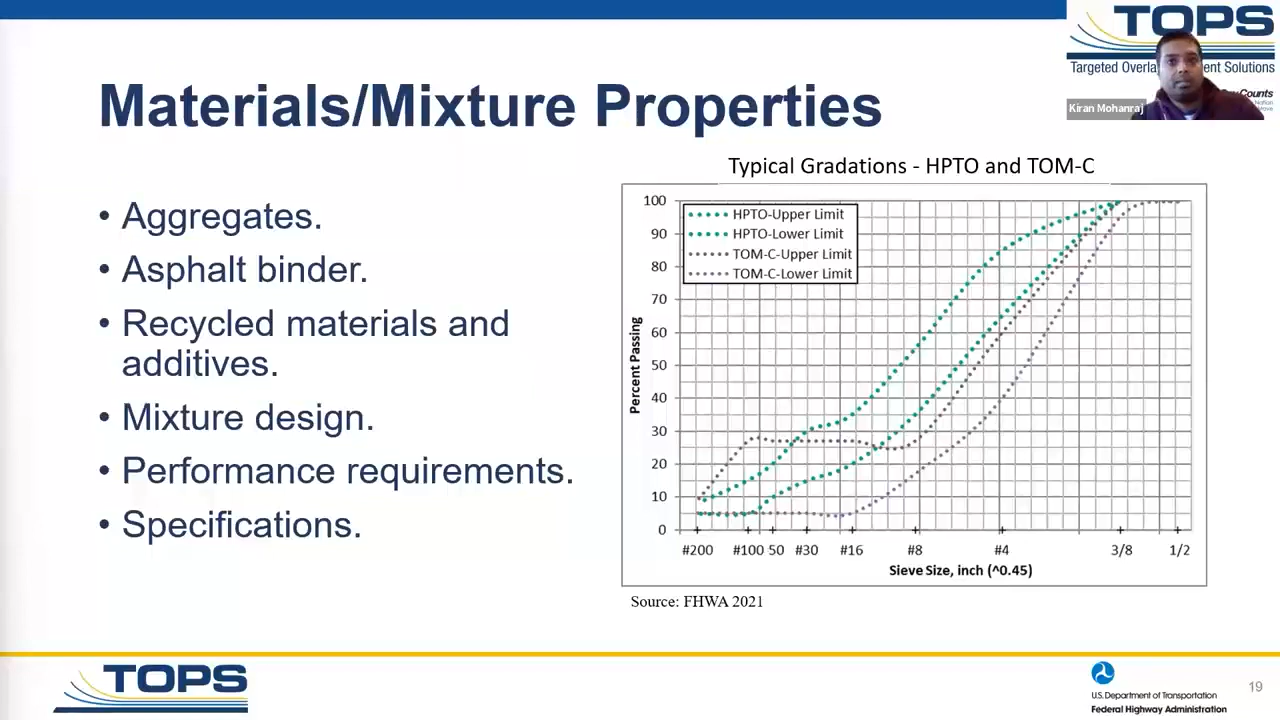 TOPS
Targeted Overla
ent Solutions
Kiran Mohanraj
Counts
Materials/Mixture Properties
• Aggregates.
• Asphalt binder.
• Recycled materials and
additives.
• Mixture design.
• Performance requirements.
• Specifications.
Typical Gradations - HPTO and TOM-C
HPTO-Upper Limit
HPTO-Lower Limit
TOM-C-Upper Limit
TOM-C-Lower Limit
Percent Passing
100
90
80
70
60
50
40
30
20
10
0
#200 #100 50 #30 #16 #8 #4 3/8 1/2
Sieve Size, inch (^0.45)
Source: FHWA 2021
TOPS
U.S. Department of Transportation
Federal Highway Administration
19